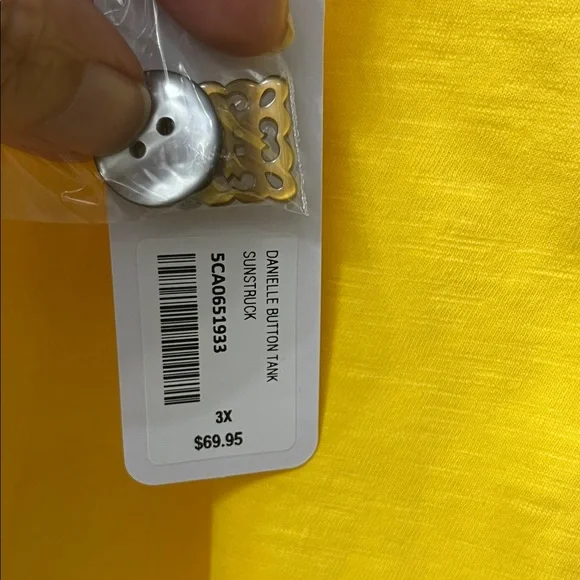 DANIELLE BUTTON TANK
SUNSTRUCK
5CA0651933
3X
$69.95